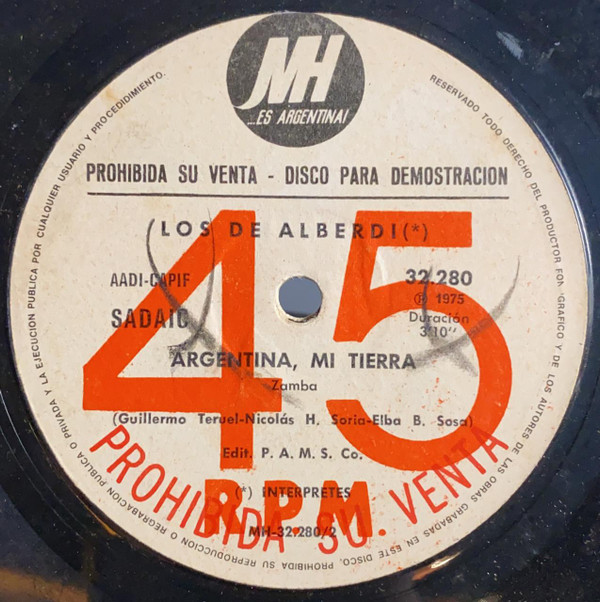 MH
...ES ARGENTINA!
PROHIBIDA SU VENTA - DISCO PARA DEMOSTRACION
(LOS DE ALBERDI(*)
AADI-CAPIF
SADAIC
32.280
℗ 1975
Duración
3'10''
45
ARGENTINA, MI TIERRA
Zamba
(Guillermo Teruel-Nicolás H. Soria-Elba B. Sosa)
Edit. P. A. M. S. Co.
(*) INTERPRETES
R.P.M.
MH-32.280/2
PROHIBIDA SU. VENTA
RESERVADO TODO DERECHO DEL PRODUCTOR FONOGRAFICO Y DE LOS AUTORES DE LAS OBRAS GRABADAS EN ESTE DISCO. PROHIBIDA SU REPRODUCCION O REGRABACION PUBLICA O PRIVADA Y LA EJECUCION PUBLICA POR CUALQUIER USUARIO Y PROCEDIDIMIENTO.